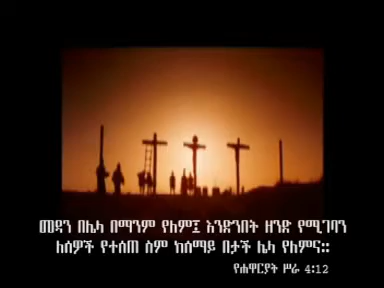 መዳን በሌላ በማንም የለም፤ እንድንበት ዘንድ የሚገባን
ለሰዎች የተሰጠ ስም ከሰማይ በታች ሌላ የለምና።
የሐዋርያት ሥራ 4:12